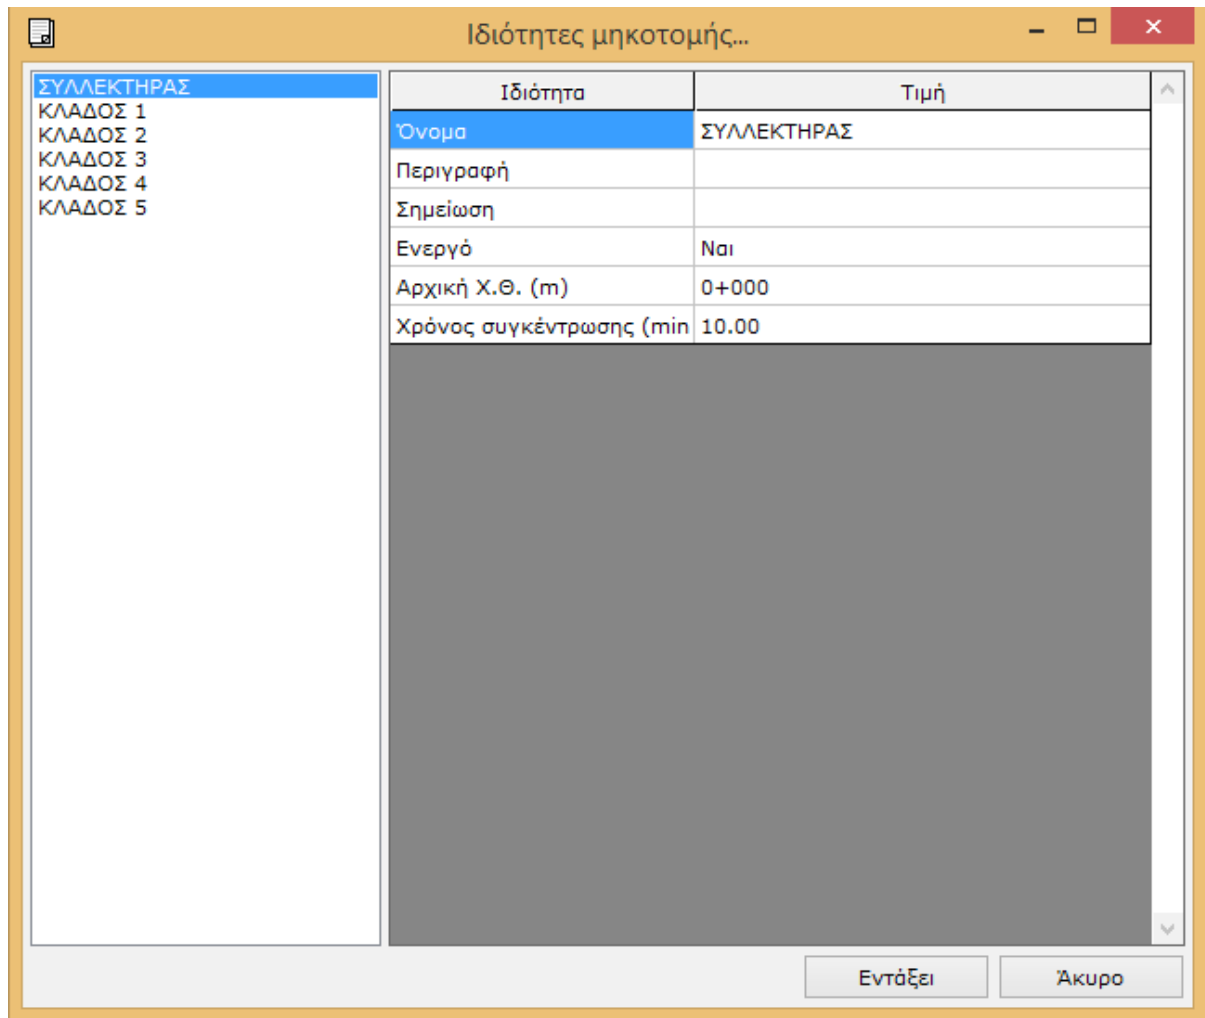 Ιδιότητες μηκοτομής...
ΣΥΛΛΕΚΤΗΡΑΣ
ΚΛΑΔΟΣ 1
ΚΛΑΔΟΣ 2
ΚΛΑΔΟΣ 3
ΚΛΑΔΟΣ 4
ΚΛΑΔΟΣ 5
Ιδιότητα Τιμή
Όνομα ΣΥΛΛΕΚΤΗΡΑΣ
Περιγραφή
Σημείωση
Ενεργό Ναι
Αρχική Χ.Θ. (m) 0+000
Χρόνος συγκέντρωσης (min 10.00
Εντάξει Άκυρο